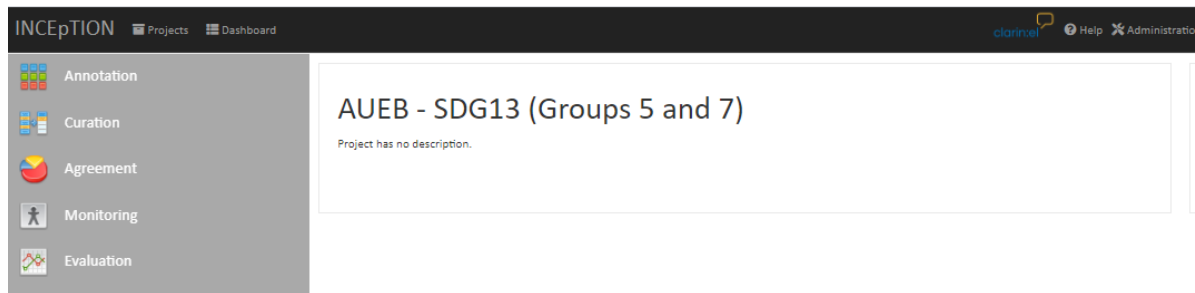 INCEpTION Projects Dashboard clarin:el Help Administratio
Annotation
Curation
Agreement
Monitoring
Evaluation
AUEB - SDG13 (Groups 5 and 7)
Project has no description.